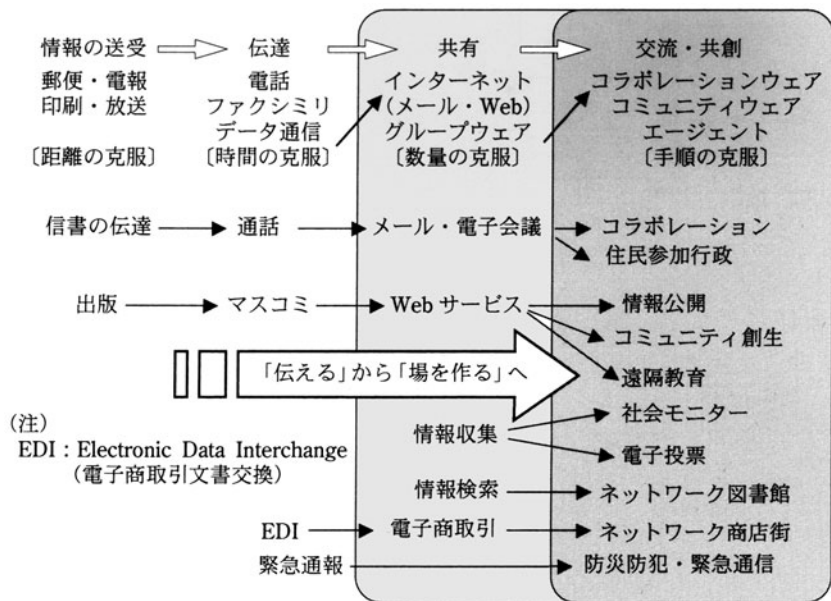 情報の送受 伝達 共有 交流・共創
郵便・電報 電話 インターネット コラボレーションウェア
印刷・放送 ファクシミリ (メール・Web) コミュニティウェア
データ通信 グループウェア エージェント
〔距離の克服〕 〔時間の克服〕 〔数量の克服〕 〔手順の克服〕
信書の伝達 通話 メール・電子会議 コラボレーション
住民参加行政
出版 マスコミ Webサービス 情報公開
コミュニティ創生
「伝える」から「場を作る」へ 遠隔教育
(注)
EDI:Electronic Data Interchange
(電子商取引文書交換)
情報収集 社会モニター
電子投票
情報検索 ネットワーク図書館
EDI 電子商取引 ネットワーク商店街
緊急通報 防災防犯・緊急通信